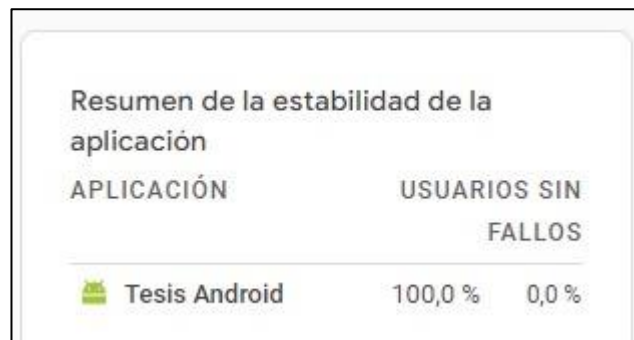 Resumen de la estabilidad de la
aplicación
APLICACIÓN USUARIOS SIN
FALLOS
Tesis Android 100,0 % 0,0 %